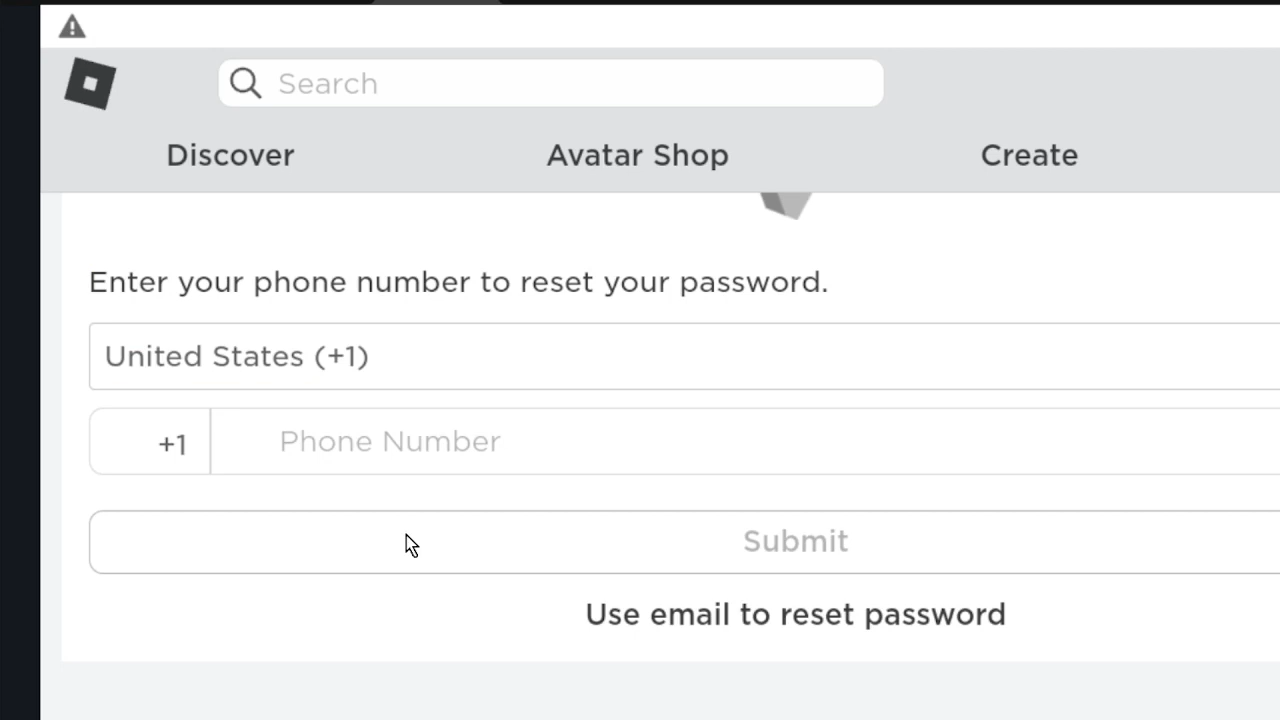 Search
Discover Avatar Shop Create
Enter your phone number to reset your password.
United States (+1)
+1 Phone Number
Submit
Use email to reset password